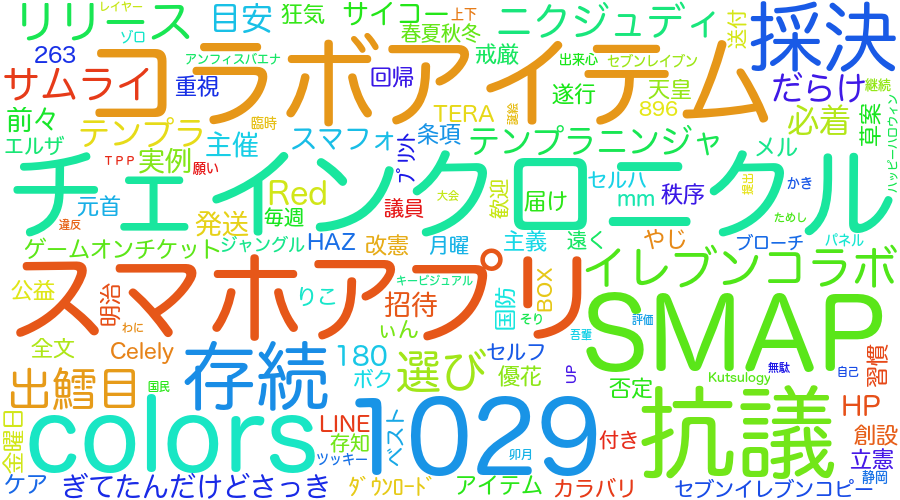 レイヤー
リリース
ゾロ
目安
狂気
サイコー
上下
春夏秋冬
ニクジュディ
送付
採決
263
サムライ
コラボアイテム
アンフィスバエナ
重視
回帰
戒厳
出来心
セブンレイブン
遂行
天皇
TERA
896
だらけ
継続
前々
エルザ
テンプラ
臨時
主催
スマフォ
条項
テンプラニンジャ
必着
草案
メル
ハッピーハロウィン
TPP
実例
願い
プリペ
チェインクロニクル
元首
違反
Red
発送
毎週
議員
大会
歓迎
届け
セルハ
mm
秩序
提出
かき
ためし
ゲームオンチケット
ジャングル
HAZ
改憲
月曜
主義
遠く
やじ
ブローチ
パネル
スマホアプリ
キービジュアル
イレブンコラボ
公益
明治
わに
りこ
招待
国防
BOX
そり
SMAP
評価
吾輩
全文
Celely
180
ぃん
存続
選び
セルフ
ボク
優花
UP
無駄
自己
習慣
Kutsulogy
否定
出鱈目
国民
colors
1029
抗議
HP
LINE
存知
ツッキー
ベスト
卯月
付き
創設
立憲
静岡
金曜日
ケア
ぎてたんだけどさっき
ﾀﾞｳﾝﾛｰﾄﾞ
アイテム
カラバリ
セブンイレブンコピー